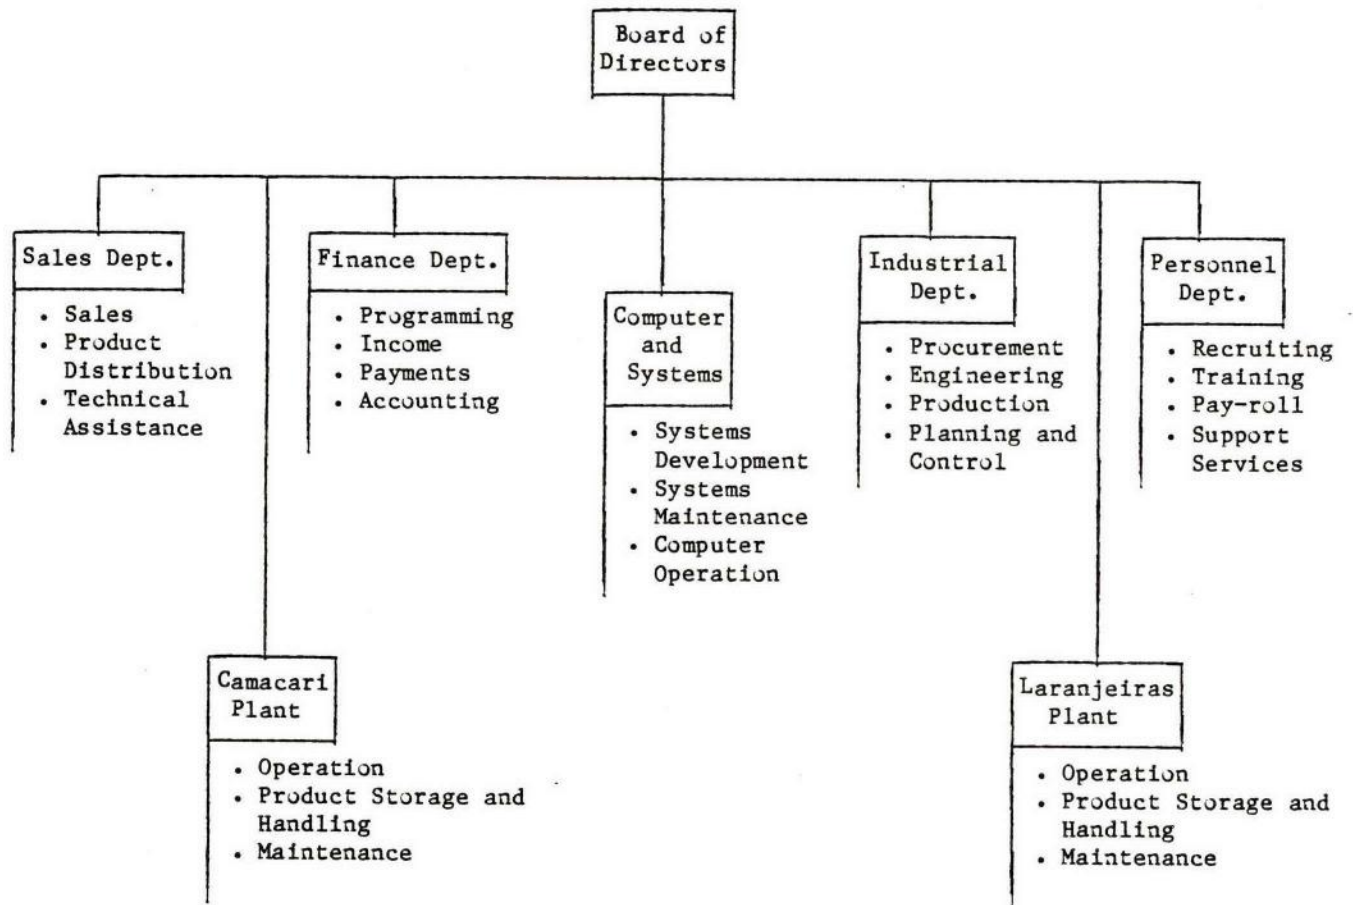 Board of
Directors
Sales Dept.
• Sales
• Product
Distribution
• Technical
Assistance
Finance Dept.
• Programming
• Income
• Payments
• Accounting
Computer
and
Systems
• Systems
Development
• Systems
Maintenance
• Computer
Operation
Industrial
Dept.
• Procurement
• Engineering
• Production
• Planning and
Control
Personnel
Dept.
• Recruiting
• Training
• Pay-roll
• Support
Services
Camacari
Plant
• Operation
• Product Storage and
Handling
• Maintenance
Laranjeiras
Plant
• Operation
• Product Storage and
Handling
• Maintenance